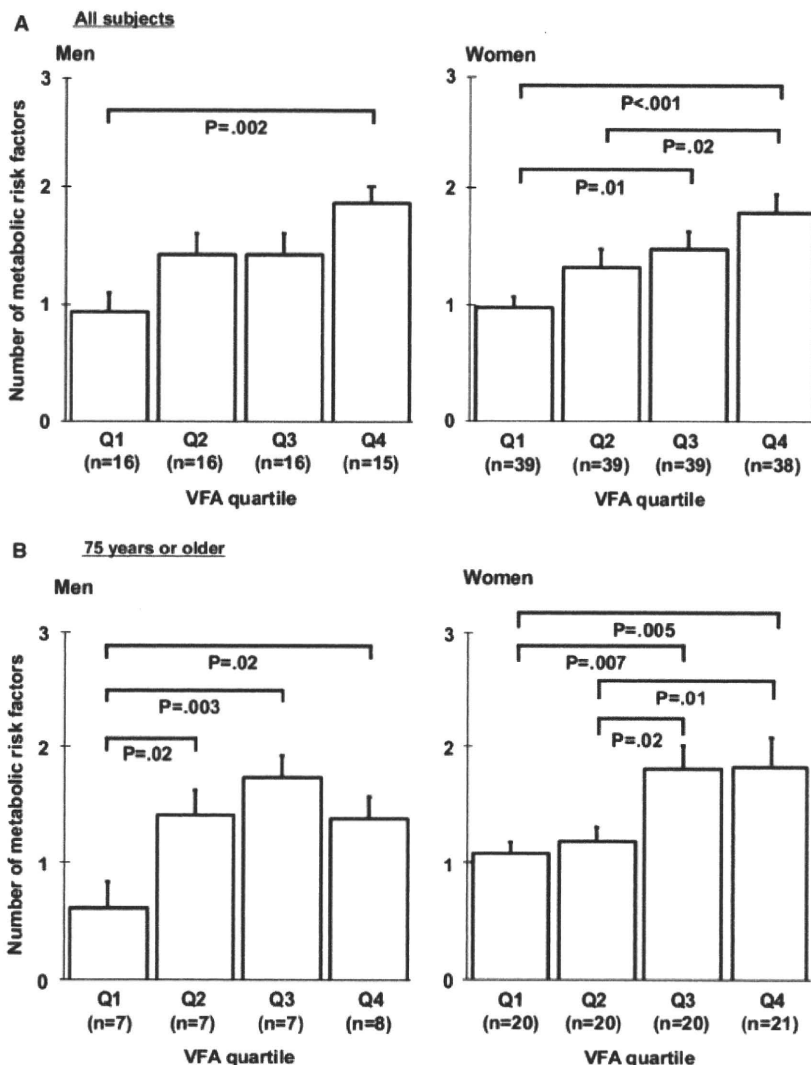 A All subjects
Men
Number of metabolic risk factors
3
2
1
0
P=.002
Q1 Q2 Q3 Q4
(n=16) (n=16) (n=16) (n=15)
VFA quartile
Women
3
2
1
0
P<.001
P=.02
P=.01
Q1 Q2 Q3 Q4
(n=39) (n=39) (n=39) (n=38)
VFA quartile
B 75 years or older
Men
Number of metabolic risk factors
3
2
1
0
P=.02
P=.003
P=.02
Q1 Q2 Q3 Q4
(n=7) (n=7) (n=7) (n=8)
VFA quartile
Women
3
2
1
0
P=.005
P=.007
P=.01
P=.02
Q1 Q2 Q3 Q4
(n=20) (n=20) (n=20) (n=21)
VFA quartile